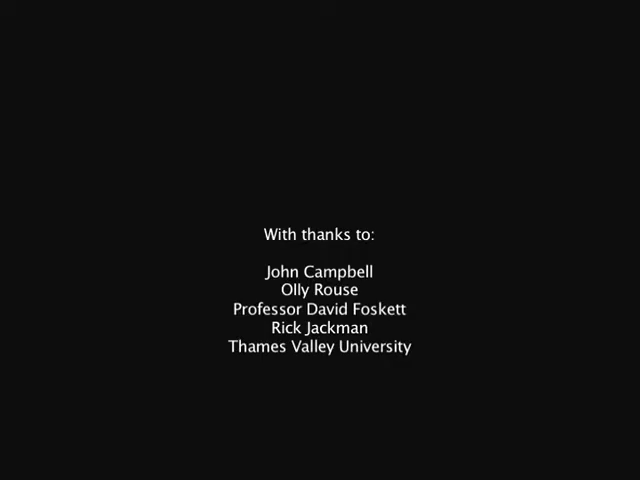 With thanks to:
John Campbell
Olly Rouse
Professor David Foskett
Rick Jackman
Thames Valley University